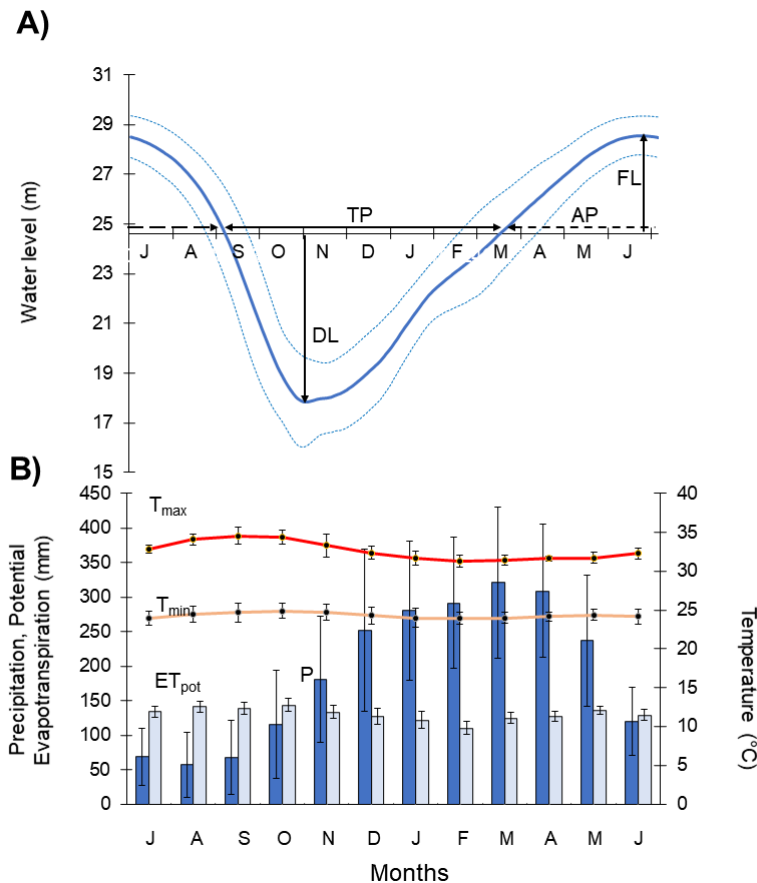 A)
31
29
27
25
23
21
19
17
15
Water level (m)
TP
AP
FL
DL
J A S O N D J F M A M J
B)
450
400
350
300
250
200
150
100
50
0
Precipitation, Potential
Evapotranspiration (mm)
Tmax
Tmin
ETpot
P
40
35
30
25
20
15
10
5
0
Temperature (°C)
J A S O N D J F M A M J
Months